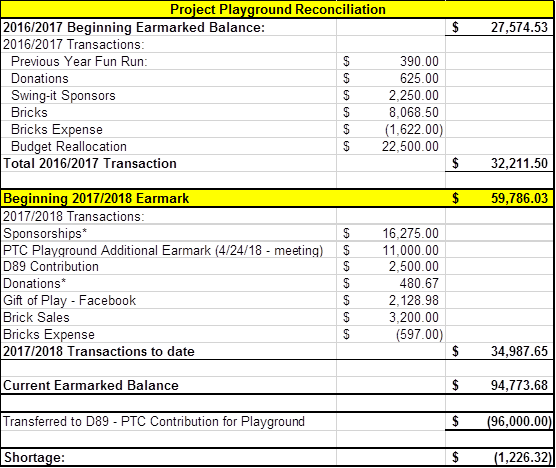 Project Playground Reconciliation
2016/2017 Beginning Earmarked Balance: $ 27,574.53
2016/2017 Transactions:
Previous Year Fun Run: $ 390.00
Donations $ 625.00
Swing-it Sponsors $ 2,250.00
Bricks $ 8,068.50
Bricks Expense $ (1,622.00)
Budget Reallocation $ 22,500.00
Total 2016/2017 Transaction $ 32,211.50
Beginning 2017/2018 Earmark $ 59,786.03
2017/2018 Transactions:
Sponsorships* $ 16,275.00
PTC Playground Additional Earmark (4/24/18 - meeting) $ 11,000.00
D89 Contribution $ 2,500.00
Donations* $ 480.67
Gift of Play - Facebook $ 2,128.98
Brick Sales $ 3,200.00
Bricks Expense $ (597.00)
2017/2018 Transactions to date $ 34,987.65
Current Earmarked Balance $ 94,773.68
Transferred to D89 - PTC Contribution for Playground $ (96,000.00)
Shortage: $ (1,226.32)